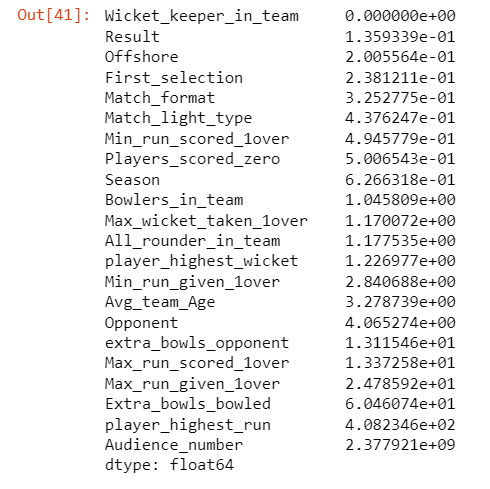 Out[41]: Wicket_keeper_in_team 0.000000e+00
Result 1.359339e-01
Offshore 2.005564e-01
First_selection 2.381211e-01
Match_format 3.252775e-01
Match_light_type 4.376247e-01
Min_run_scored_1over 4.945779e-01
Players_scored_zero 5.006543e-01
Season 6.266318e-01
Bowlers_in_team 1.045809e+00
Max_wicket_taken_1over 1.170072e+00
All_rounder_in_team 1.177535e+00
player_highest_wicket 1.226977e+00
Min_run_given_1over 2.840688e+00
Avg_team_Age 3.278739e+00
Opponent 4.065274e+00
extra_bowls_opponent 1.311546e+01
Max_run_scored_1over 1.337258e+01
Max_run_given_1over 2.478592e+01
Extra_bowls_bowled 6.046074e+01
player_highest_run 4.082346e+02
Audience_number 2.377921e+09
dtype: float64